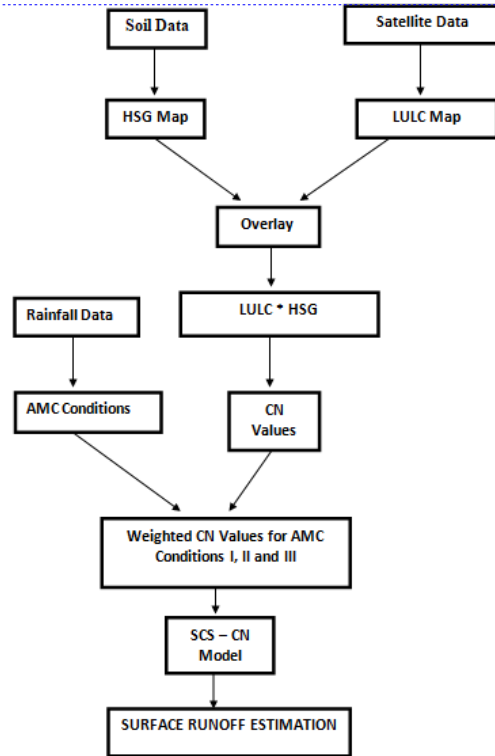 Soil Data
Satellite Data
HSG Map
LULC Map
Overlay
LULC * HSG
Rainfall Data
AMC Conditions
CN
Values
Weighted CN Values for AMC
Conditions I, II and III
SCS – CN
Model
SURFACE RUNOFF ESTIMATION